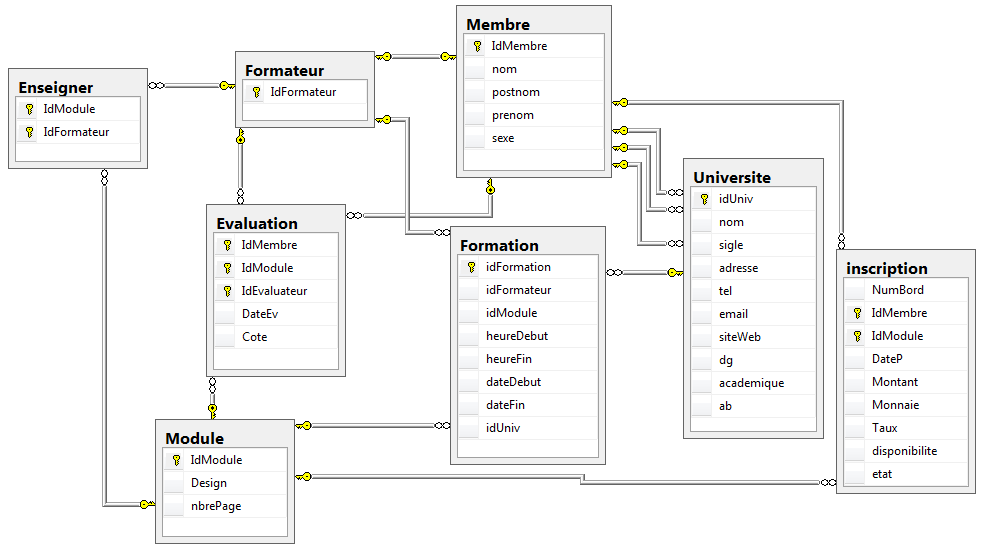 Enseigner
IdModule
IdFormateur
Formateur
IdFormateur
Membre
IdMembre
nom
postnom
prenom
sexe
Universite
idUniv
nom
sigle
adresse
tel
email
siteWeb
dg
academique
ab
Evaluation
IdMembre
IdModule
IdEvaluateur
DateEv
Cote
Formation
idFormation
idFormateur
idModule
heureDebut
heureFin
dateDebut
dateFin
idUniv
inscription
NumBord
IdMembre
IdModule
DateP
Montant
Monnaie
Taux
disponibilite
etat
Module
IdModule
Design
nbrePage